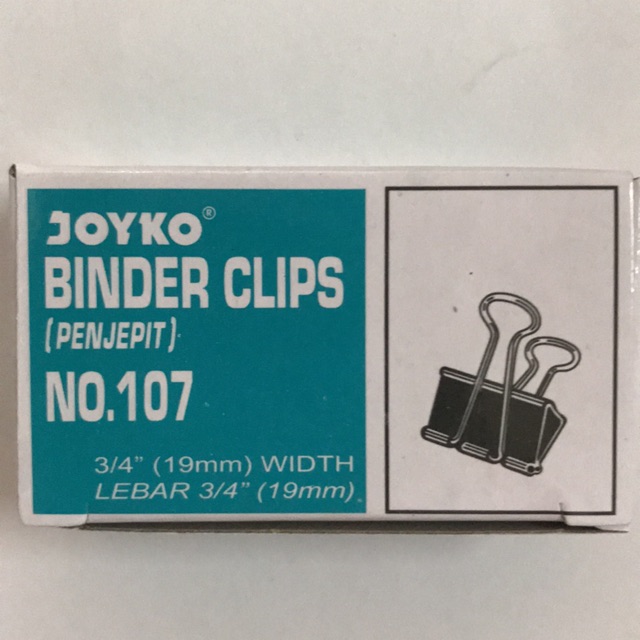 JOYKO®
BINDER CLIPS
(PENJEPIT)
NO.107
3/4" (19mm) WIDTH
LEBAR 3/4" (19mm)